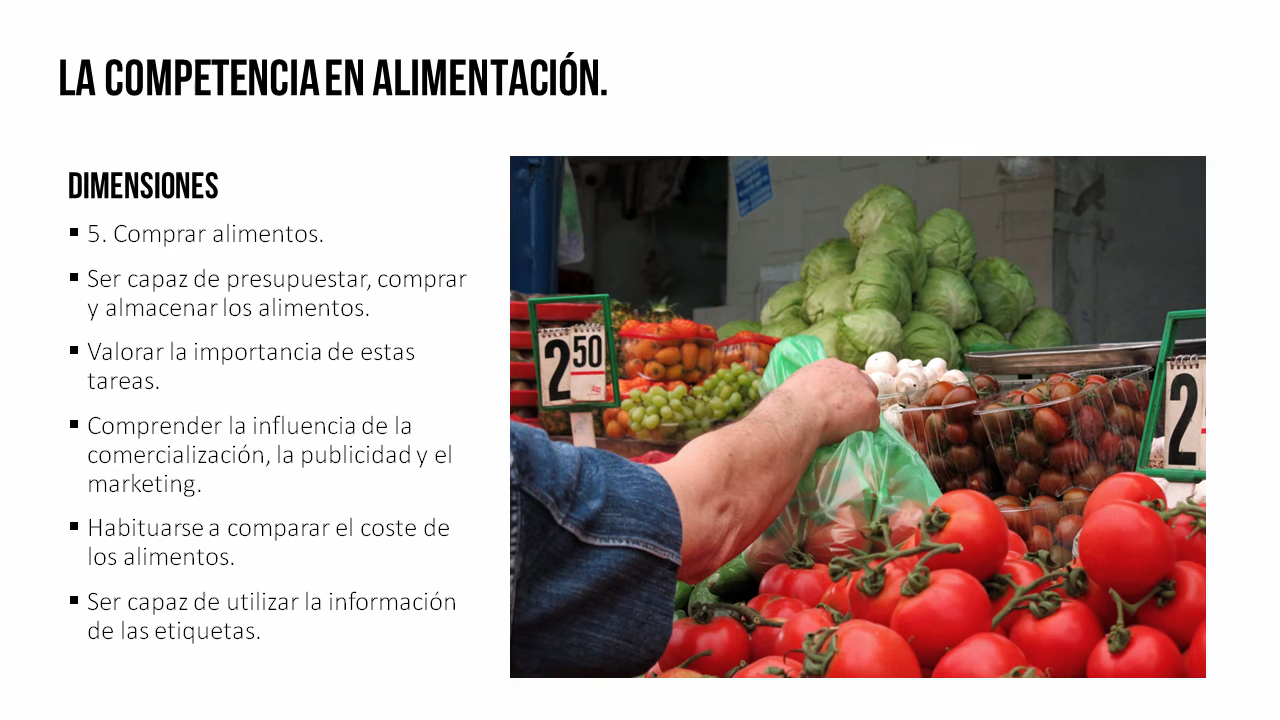 LA COMPETENCIA EN ALIMENTACIÓN.
DIMENSIONES
5. Comprar alimentos.
Ser capaz de presupuestar, comprar
y almacenar los alimentos.
Valorar la importancia de estas
tareas.
Comprender la influencia de la
comercialización, la publicidad y el
marketing.
Habituarse a comparar el coste de
los alimentos.
Ser capaz de utilizar la información
de las etiquetas.
2 50
2